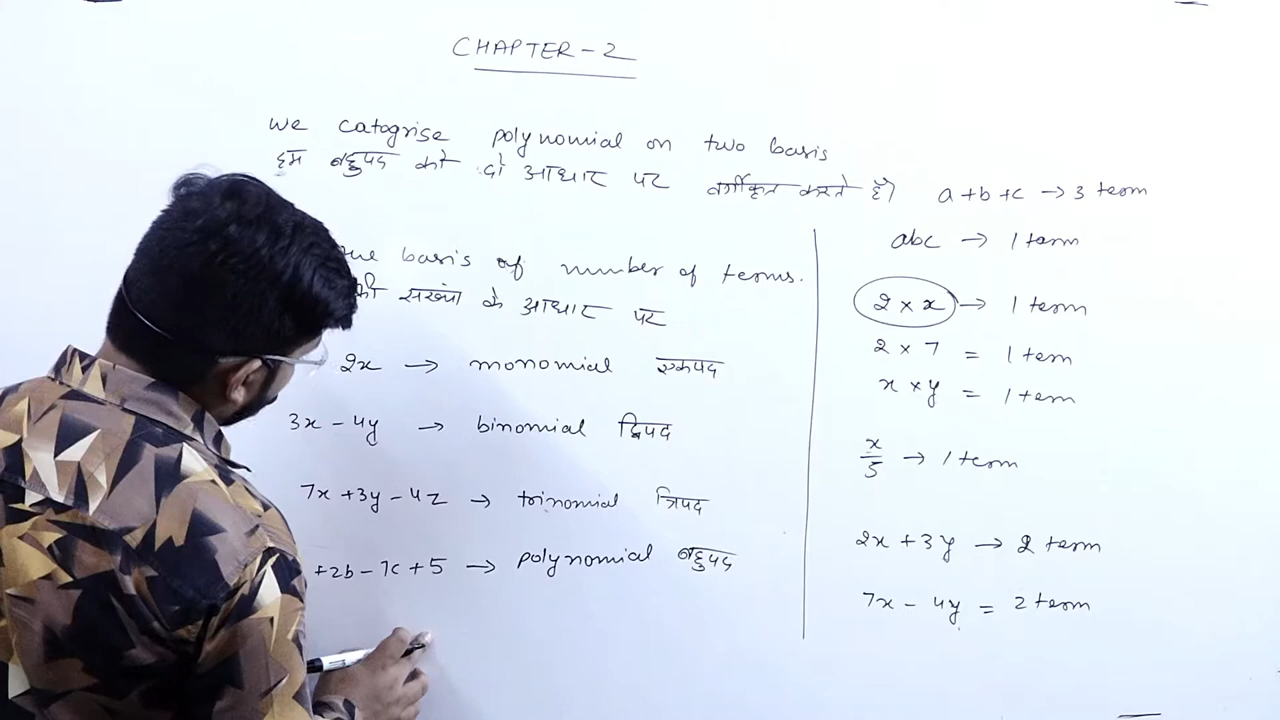 CHAPTER - 2
we catogrise polynomial on two basis
हम बहुपद को दो आधार पर वर्गीकृत करते हैं।
basis of number of terms.
की सख्यां के आधार पर
2x → monomial एकपद
3x - 4y → binomial द्विपद
7x + 3y - 4z → trinomial त्रिपद
+ 2b - 7c + 5 → polynomial बहुपद
a + b + c → 3 term
abc → 1 term
2 × x → 1 term
2 × 7 = 1 term
x × y = 1 term
x/5 → 1 term
2x + 3y → 2 term
7x - 4y = 2 term